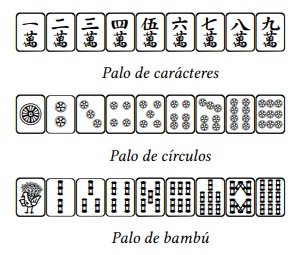 一 二 三 四 伍 六 七 八 九
萬 萬 萬 萬 萬 萬 萬 萬 萬
Palo de carácteres
Palo de círculos
Palo de bambú